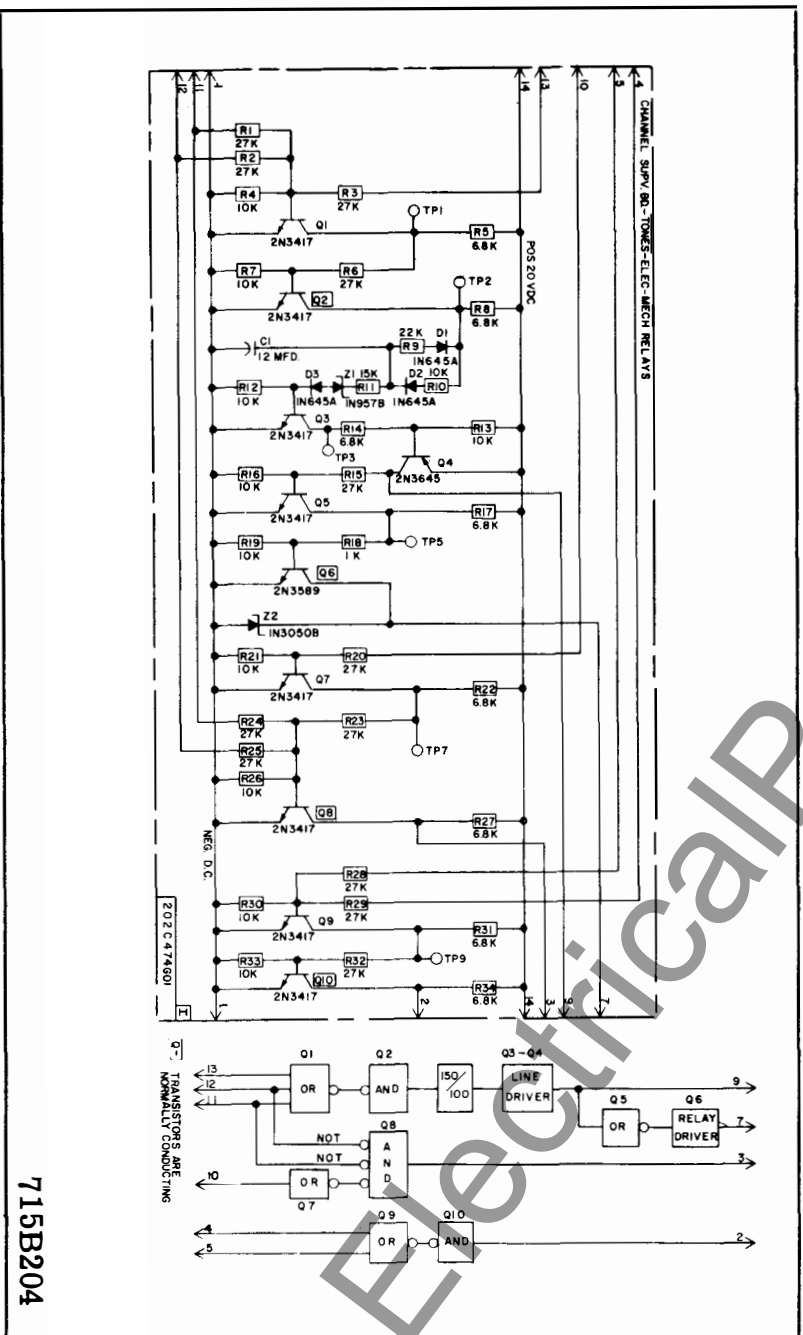 CHANNEL SUPV. BD. - TONES-ELEC-MECH RELAYS
12
11
1
14
13
10
5
4
R1
27K
R2
27K
R4
10K
R3
27K
TP1
Q1
2N3417
R5
6.8K
POS 20 VDC
R7
10K
R6
27K
Q2
2N3417
TP2
R8
6.8K
C1
12 MFD.
22K
R9
D1
IN645A
R12
10K
D3
IN645A
Z1
IN957B
15K
R11
D2
IN645A
10K
R10
Q3
2N3417
R14
6.8K
TP3
R13
10K
Q4
2N3645
R16
10K
R15
27K
Q5
2N3417
R17
6.8K
R19
10K
R18
1K
TP5
Q6
2N3589
Z2
IN3050B
R21
10K
R20
27K
Q7
2N3417
R22
6.8K
R24
27K
R23
27K
R25
27K
TP7
R26
10K
Q8
2N3417
R27
6.8K
NEG. D.C.
R28
27K
R30
10K
R29
27K
Q9
2N3417
R31
6.8K
R33
10K
R32
27K
TP9
Q10
2N3417
R34
6.8K
202C474G01
I
1
2
14
3
9
7
Q-
TRANSISTORS ARE
NORMALLY CONDUCTING
13
12
11
Q1
OR
Q2
AND
150/100
Q3-Q4
LINE
DRIVER
9
Q5
OR
Q6
RELAY
DRIVER
7
NOT
NOT
Q8
AND
3
10
OR
Q7
4
5
Q9
OR
Q10
AND
2
715B204
ElectricalP